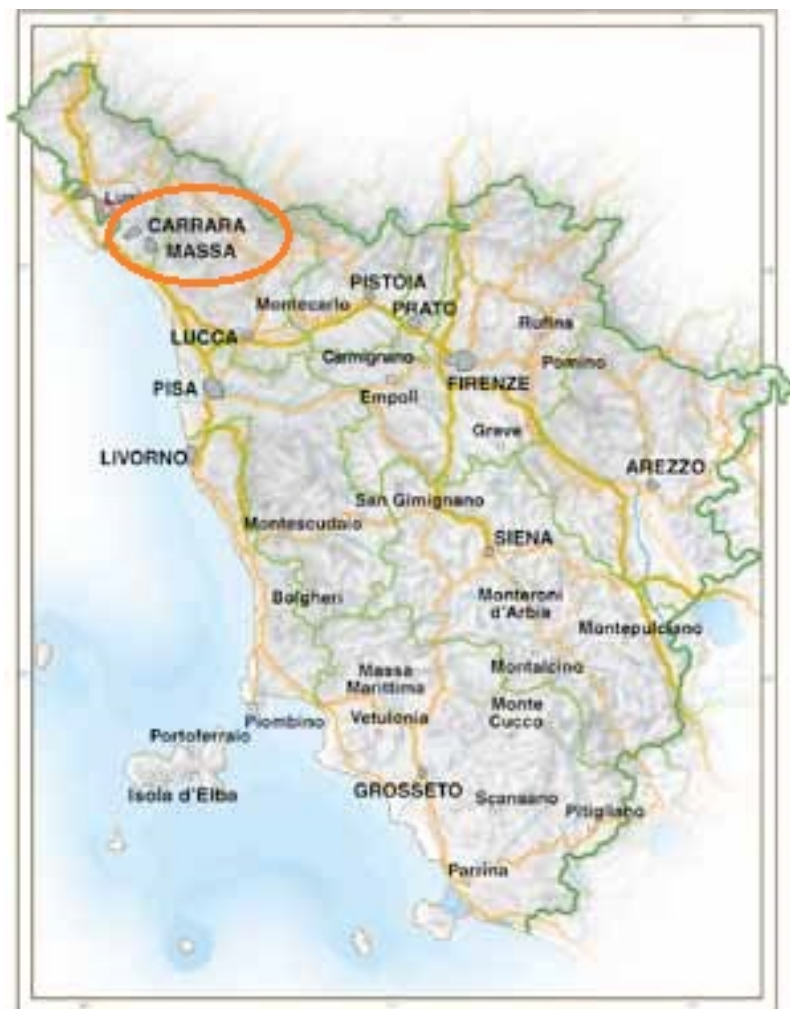 CARRARA
MASSA
PISTOIA
Montecarlo
PRATO
Rufina
LUCCA
Carmignano
Pomino
PISA
FIRENZE
Empoli
Greve
LIVORNO
AREZZO
San Gimignano
Montescudaio
SIENA
Bolgheri
Monteroni
d'Arbia
Montepulciano
Massa
Marittima
Montalcino
Monte
Cucco
Piombino
Vetulonia
Portoferraio
Isola d'Elba
GROSSETO
Scansano
Pitigliano
Parrina